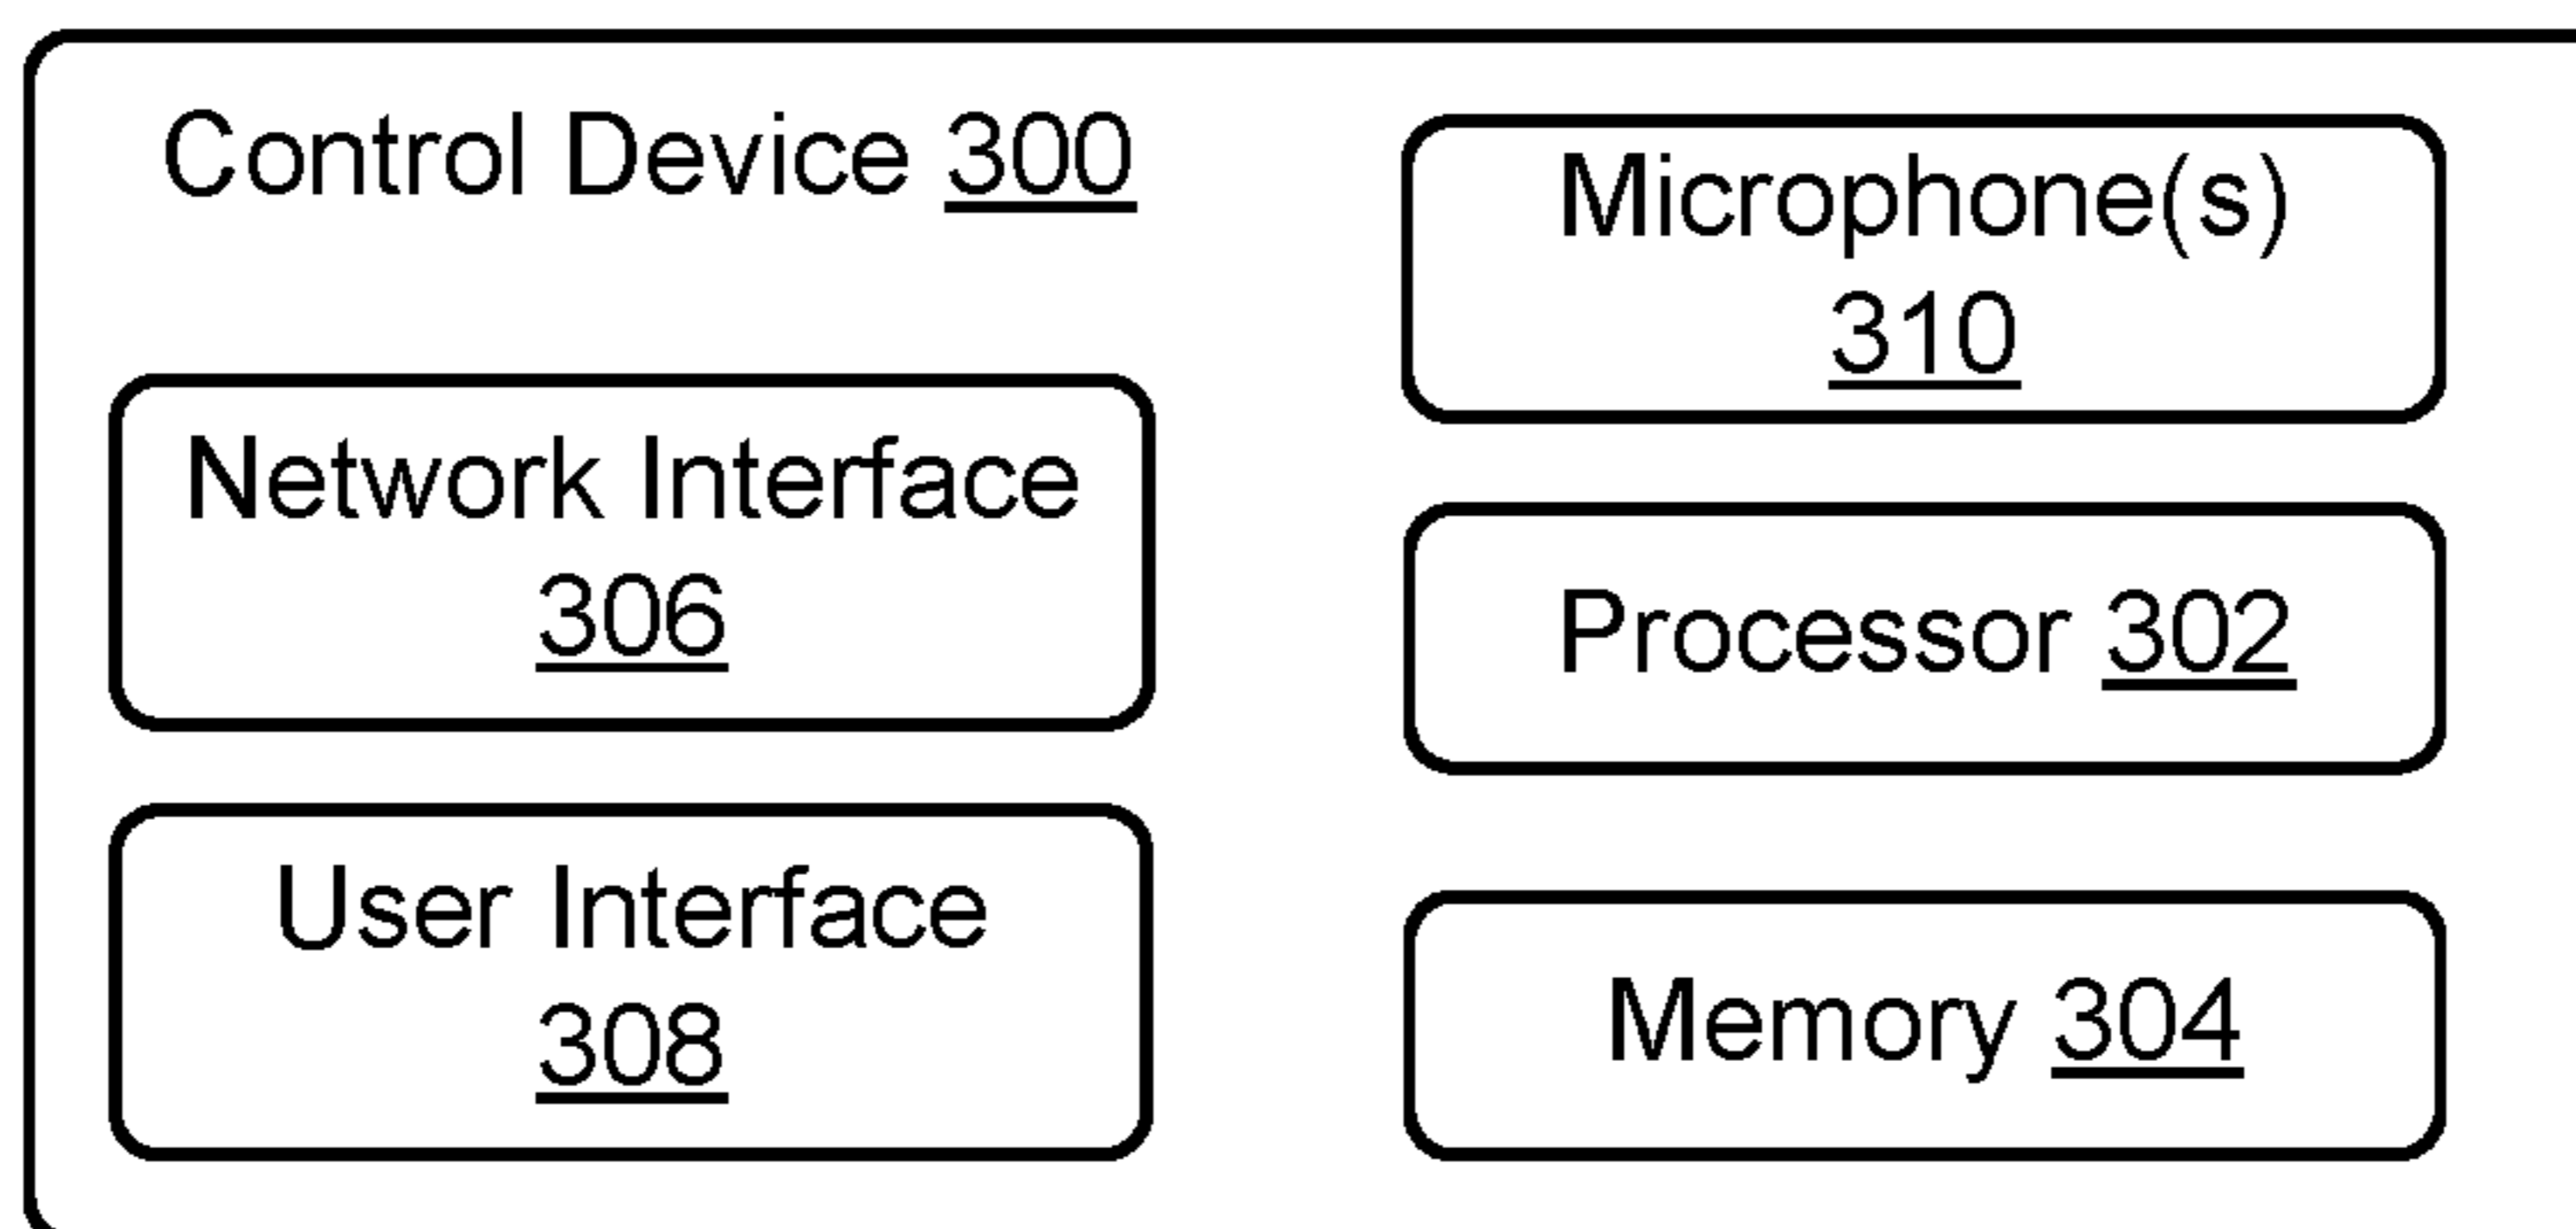 Control Device 300
Network Interface
306
User Interface
308
Microphone(s)
310
Processor 302
Memory 304